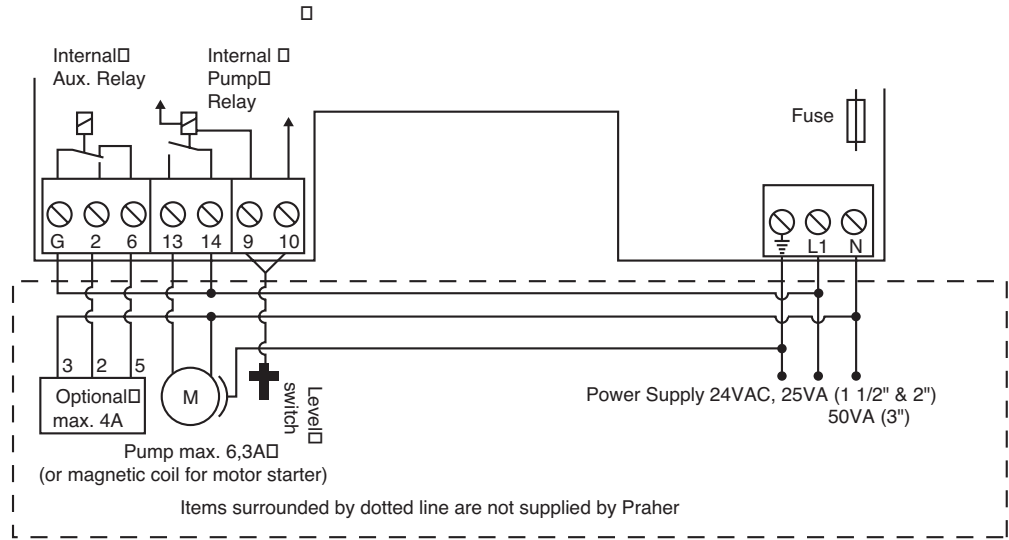 Internal
Aux. Relay
Internal
Pump
Relay
Fuse
G 2 6 13 14 9 10
L1 N
3 2 5
Optional
max. 4A
M
Level
switch
Power Supply 24VAC, 25VA (1 1/2" & 2")
50VA (3")
Pump max. 6,3A
(or magnetic coil for motor starter)
Items surrounded by dotted line are not supplied by Praher